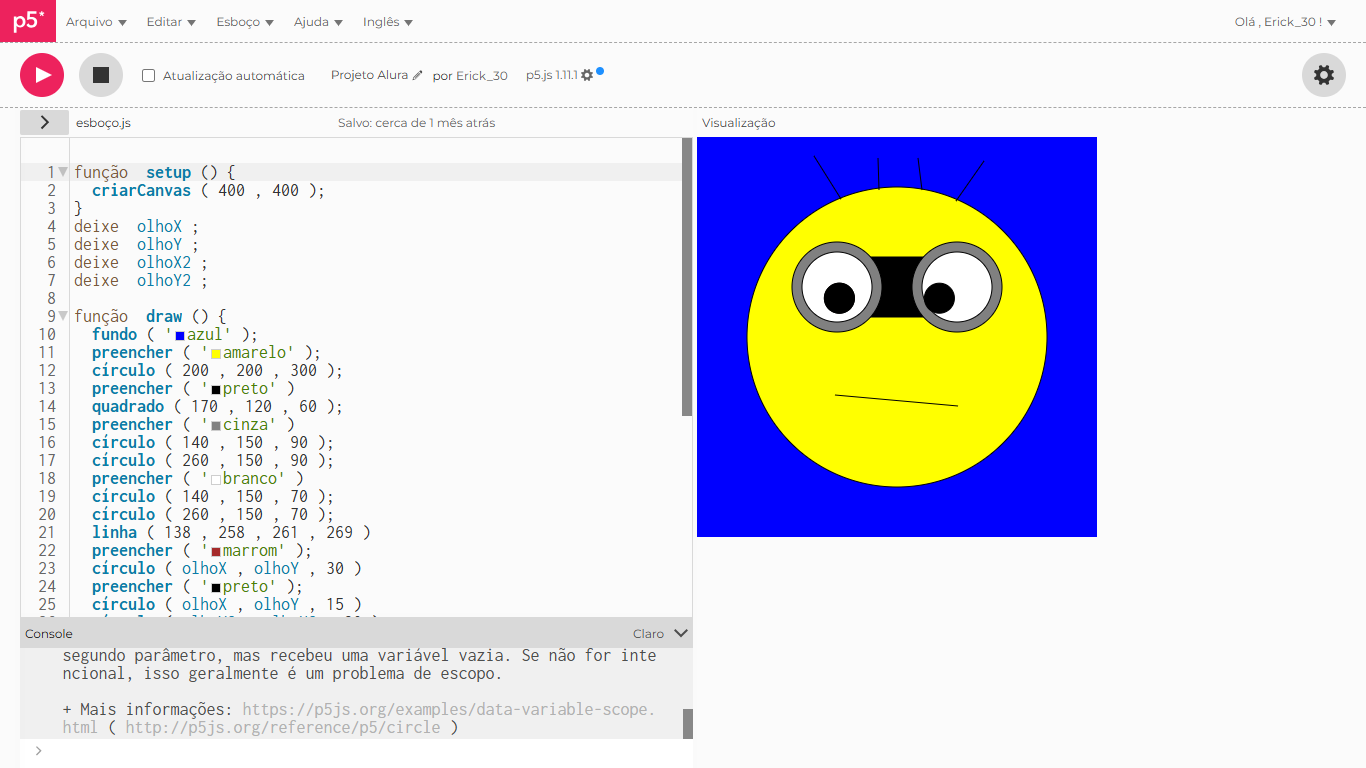 p5* Arquivo Editar Esboço Ajuda Inglês Olá , Erick_30 !
Atualização automática Projeto Alura por Erick_30 p5.js 1.11.1
esboço.js Salvo: cerca de 1 mês atrás Visualização
1 função setup () {
2 criarCanvas ( 400 , 400 );
3 }
4 deixe olhoX ;
5 deixe olhoY ;
6 deixe olhoX2 ;
7 deixe olhoY2 ;
8
9 função draw () {
10 fundo ( 'azul' );
11 preencher ( 'amarelo' );
12 círculo ( 200 , 200 , 300 );
13 preencher ( 'preto' )
14 quadrado ( 170 , 120 , 60 );
15 preencher ( 'cinza' )
16 círculo ( 140 , 150 , 90 );
17 círculo ( 260 , 150 , 90 );
18 preencher ( 'branco' )
19 círculo ( 140 , 150 , 70 );
20 círculo ( 260 , 150 , 70 );
21 linha ( 138 , 258 , 261 , 269 )
22 preencher ( 'marrom' );
23 círculo ( olhoX , olhoY , 30 )
24 preencher ( 'preto' );
25 círculo ( olhoX , olhoY , 15 )
Console Claro
segundo parâmetro, mas recebeu uma variável vazia. Se não for inte
ncional, isso geralmente é um problema de escopo.
+ Mais informações: https://p5js.org/examples/data-variable-scope.
html ( http://p5js.org/reference/p5/circle )
>